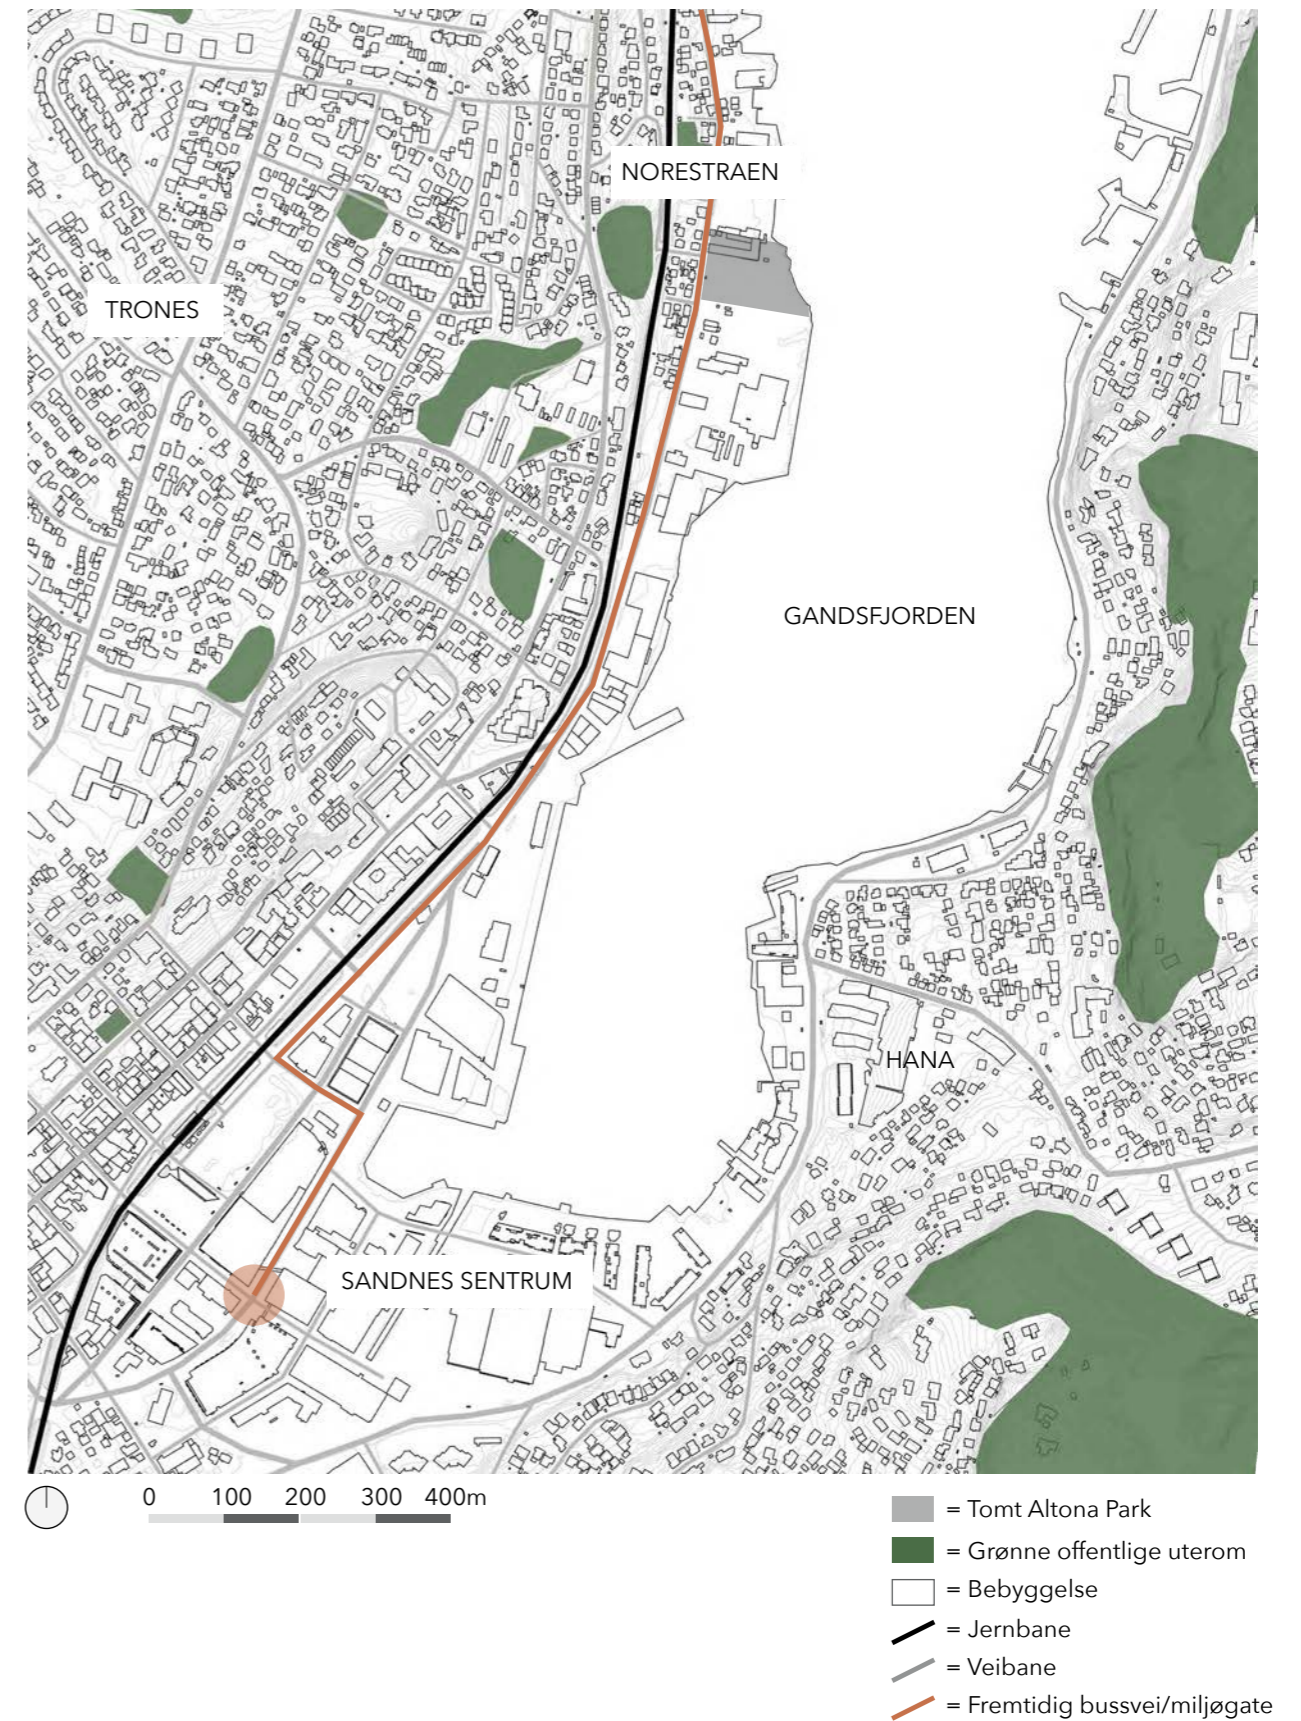 NORESTRAEN
TRONES
GANDSFJORDEN
HANA
SANDNES SENTRUM
0 100 200 300 400m
= Tomt Altona Park
= Grønne offentlige uterom
= Bebyggelse
= Jernbane
= Veibane
= Fremtidig bussvei/miljøgate